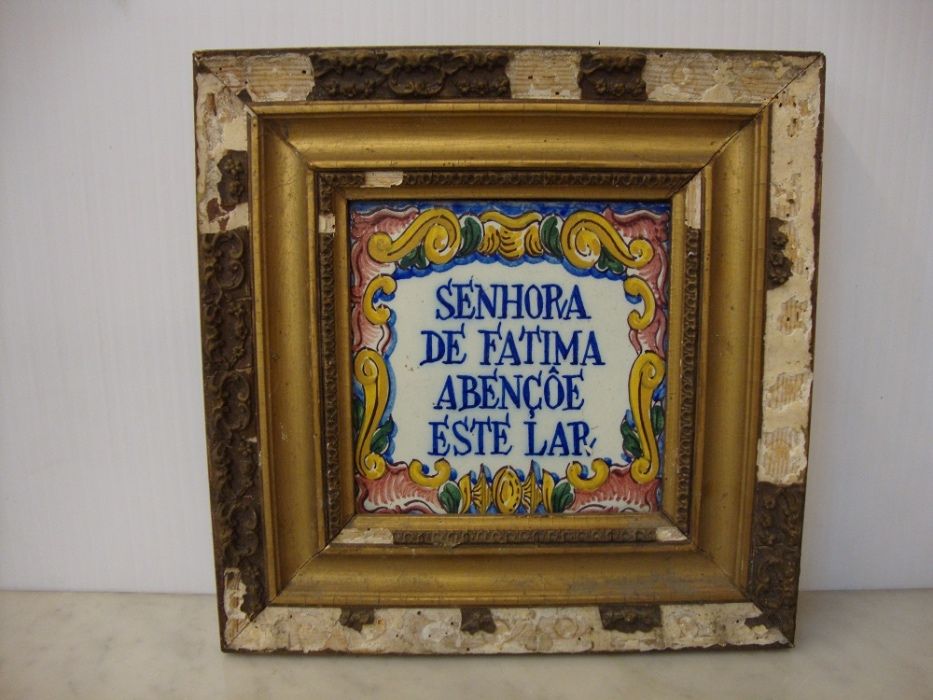 SENHORA
DE FATIMA
ABENÇÔE
ESTE LAR